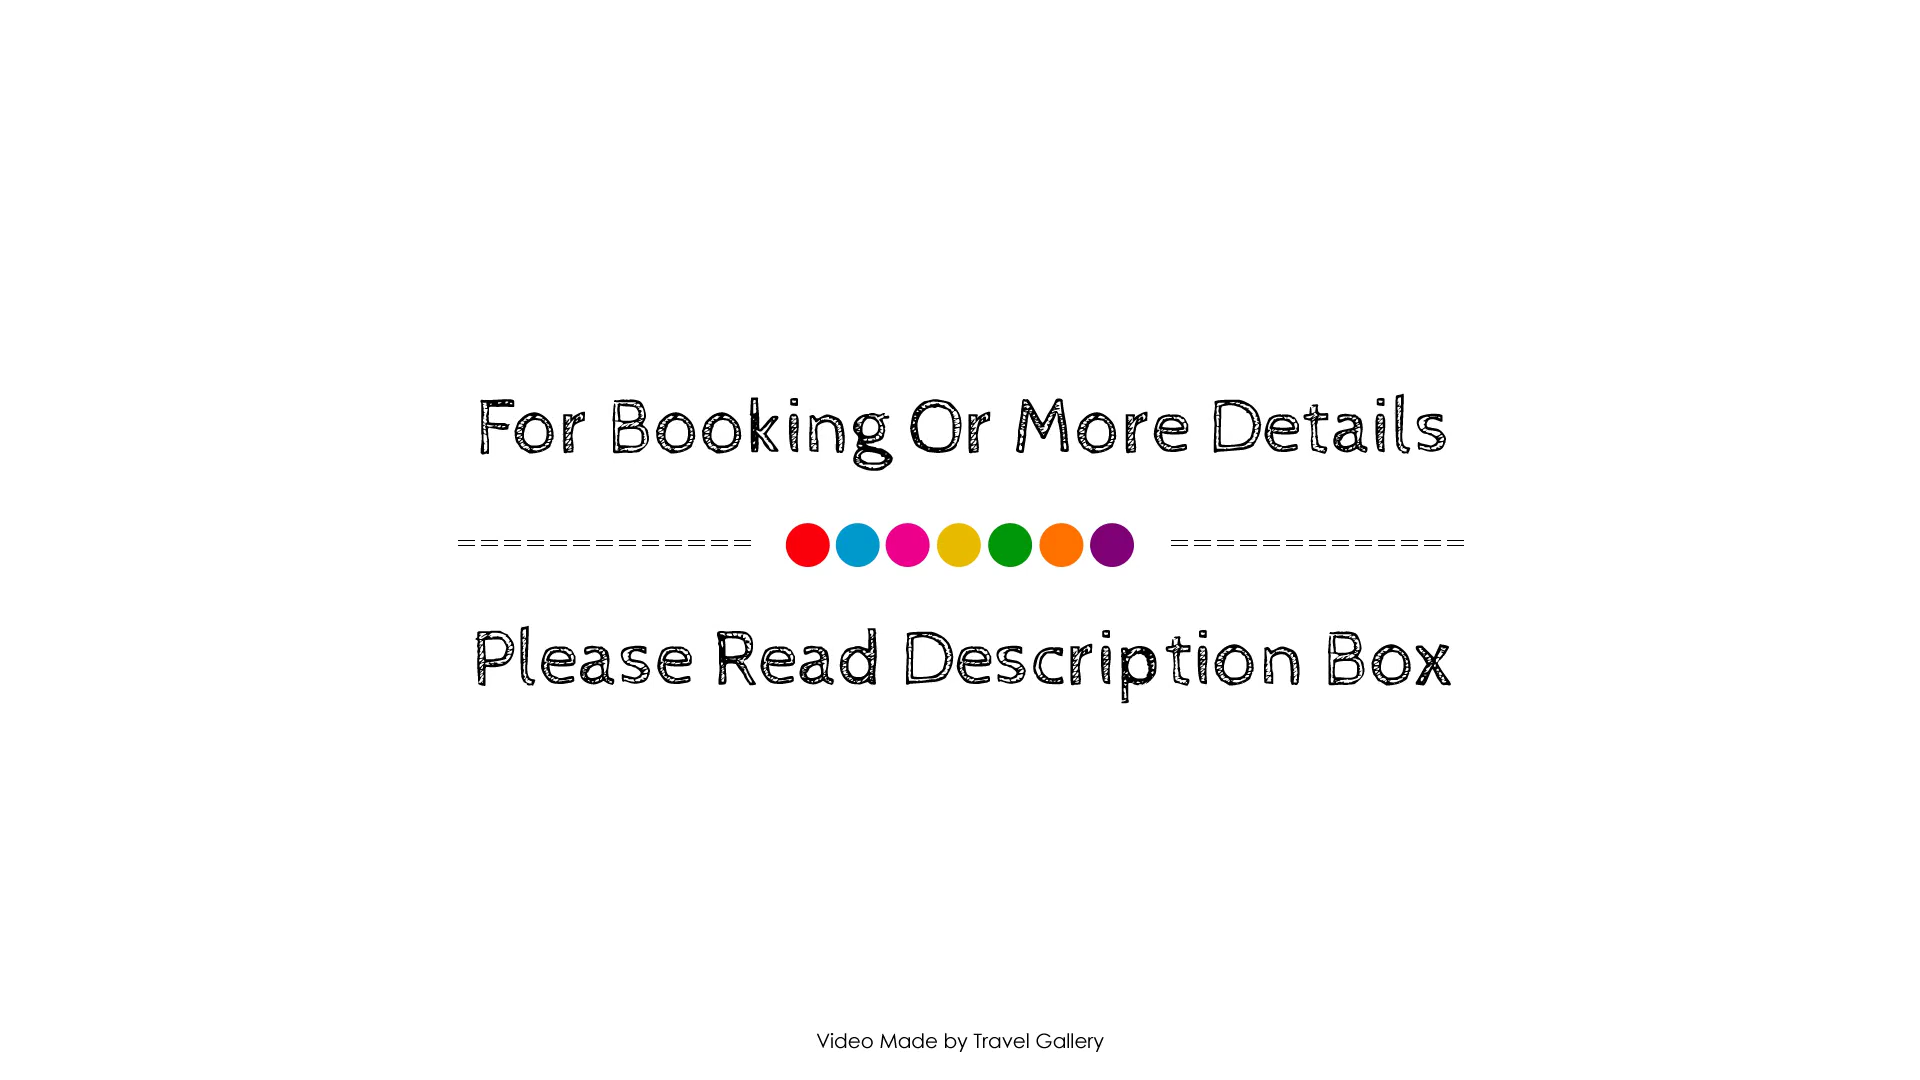 For Booking Or More Details
============= =============
Please Read Description Box
Video Made by Travel Gallery